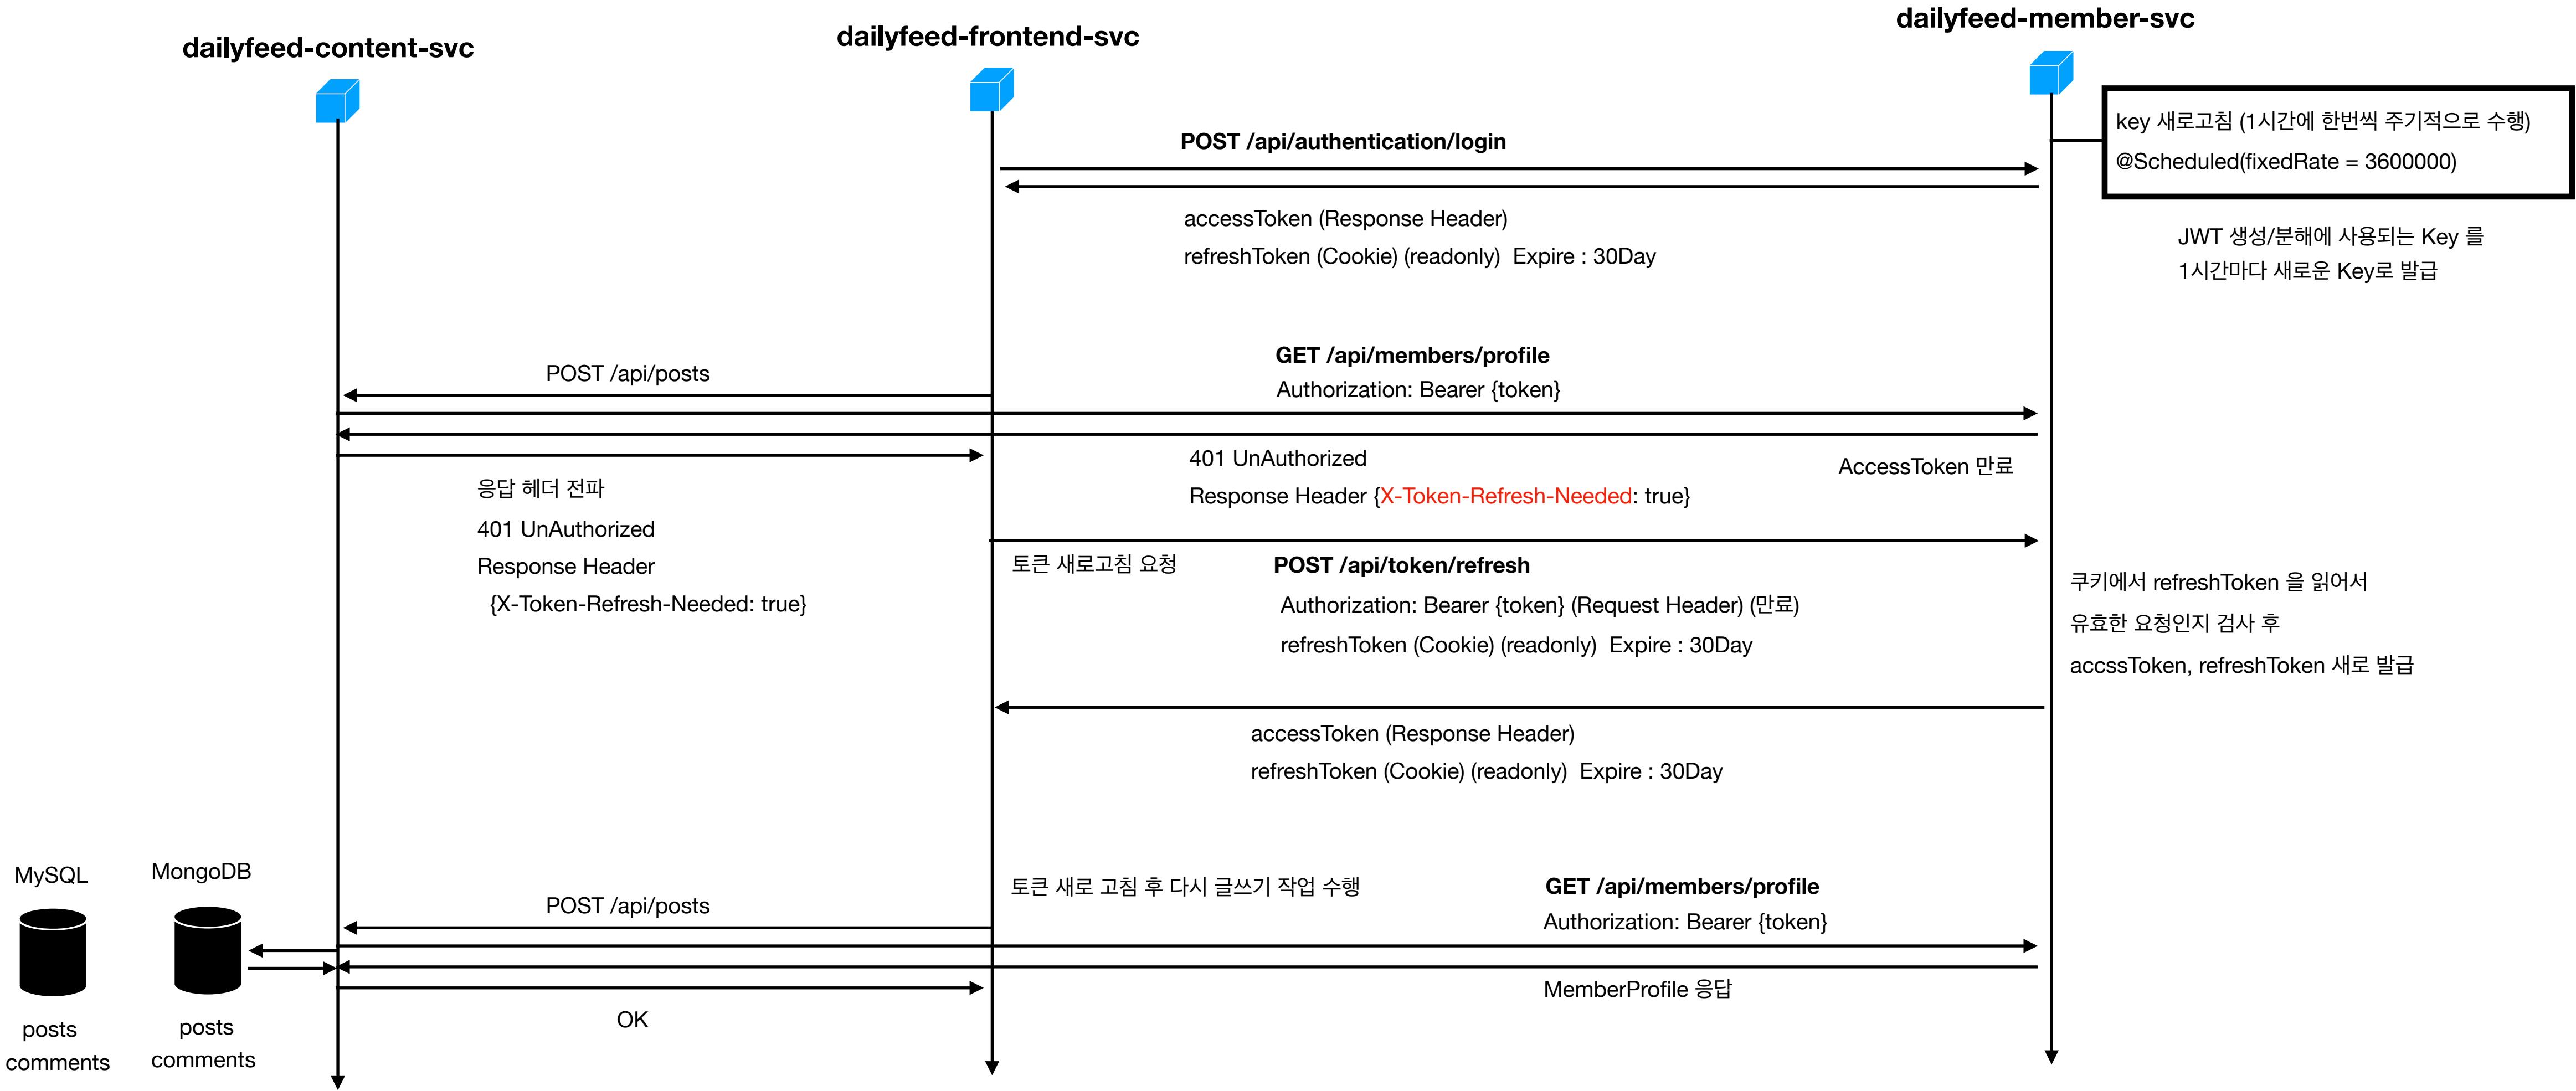 dailyfeed-content-svc
dailyfeed-frontend-svc
dailyfeed-member-svc
key 새로고침 (1시간에 한번씩 주기적으로 수행)
@Scheduled(fixedRate = 3600000)
JWT 생성/분해에 사용되는 Key 를
1시간마다 새로운 Key로 발급
POST /api/authentication/login
accessToken (Response Header)
refreshToken (Cookie) (readonly)  Expire : 30Day
POST /api/posts
GET /api/members/profile
Authorization: Bearer {token}
401 UnAuthorized
Response Header {X-Token-Refresh-Needed: true}
AccessToken 만료
응답 헤더 전파
401 UnAuthorized
Response Header
{X-Token-Refresh-Needed: true}
토큰 새로고침 요청
POST /api/token/refresh
Authorization: Bearer {token} (Request Header) (만료)
refreshToken (Cookie) (readonly)  Expire : 30Day
쿠키에서 refreshToken 을 읽어서
유효한 요청인지 검사 후
accssToken, refreshToken 새로 발급
accessToken (Response Header)
refreshToken (Cookie) (readonly)  Expire : 30Day
MySQL
MongoDB
posts
comments
posts
comments
POST /api/posts
토큰 새로 고침 후 다시 글쓰기 작업 수행
GET /api/members/profile
Authorization: Bearer {token}
MemberProfile 응답
OK